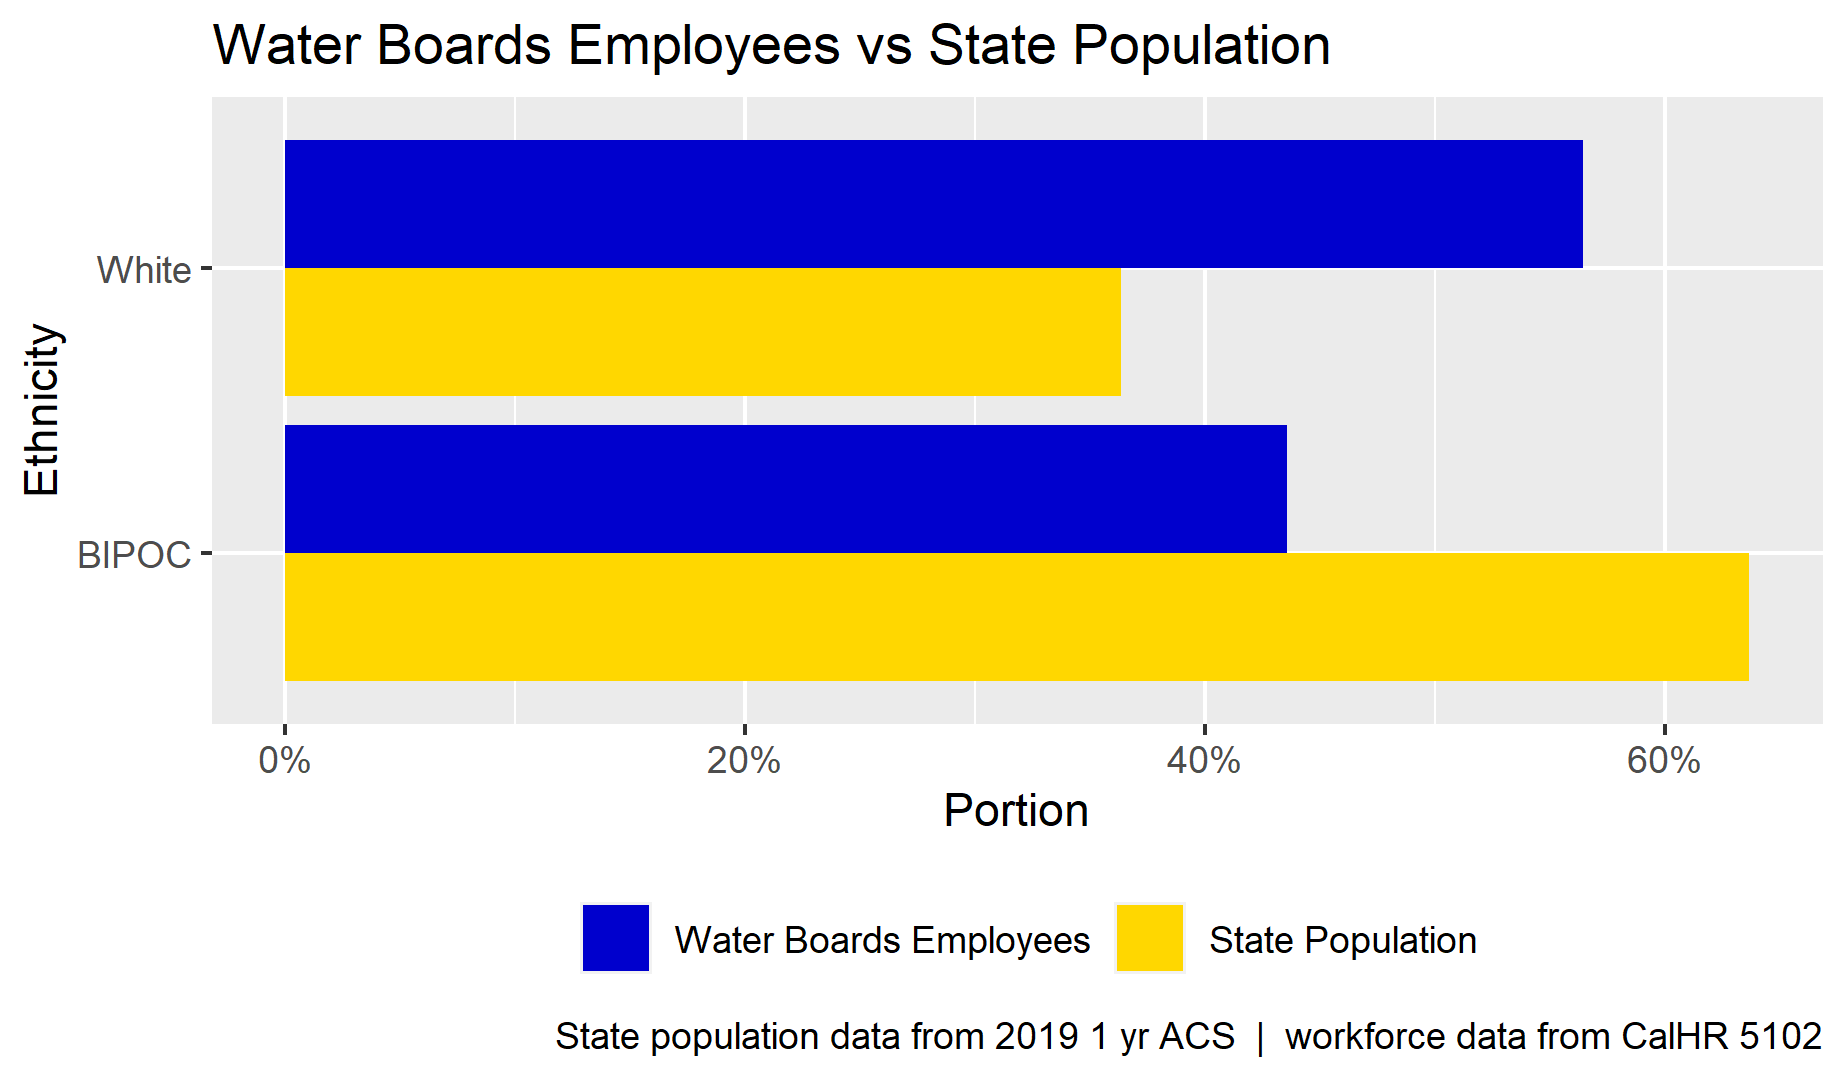 Water Boards Employees vs State Population
Ethnicity
White
BIPOC
0% 20% 40% 60%
Portion
Water Boards Employees State Population
State population data from 2019 1 yr ACS | workforce data from CalHR 5102